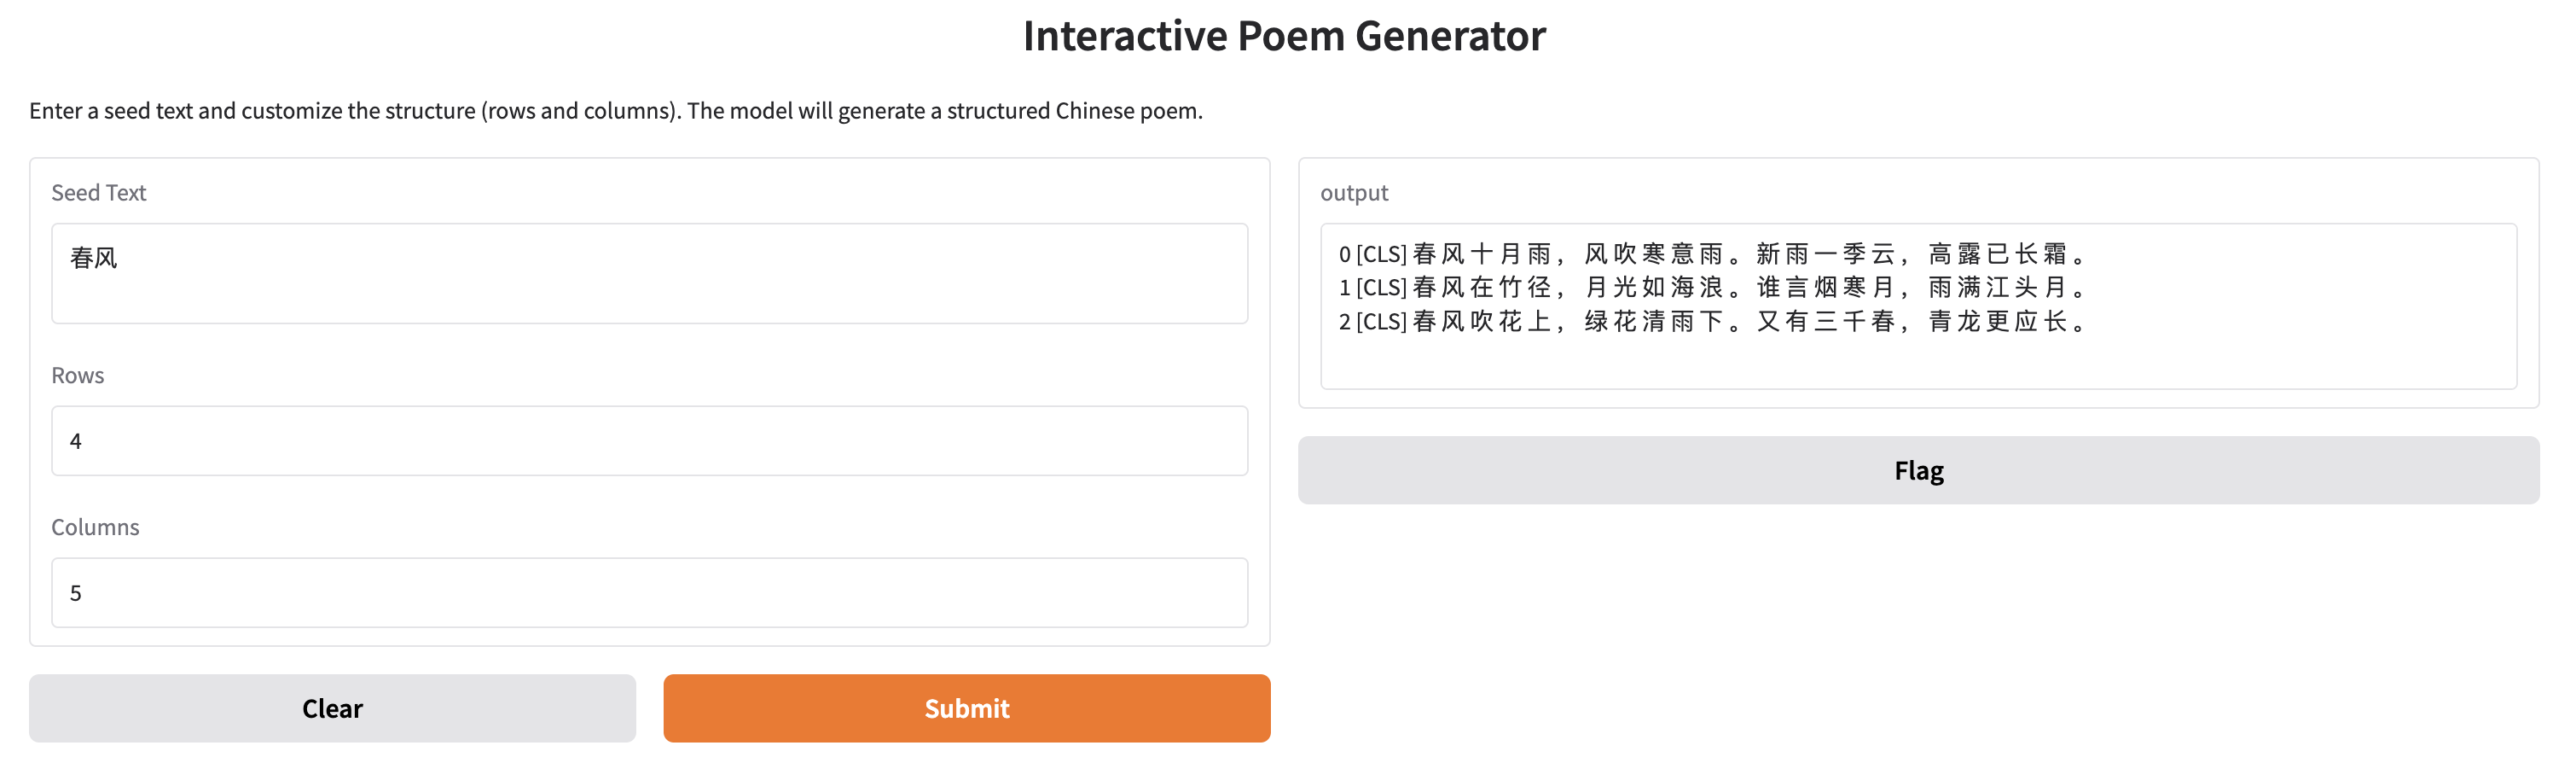 Interactive Poem Generator
Enter a seed text and customize the structure (rows and columns). The model will generate a structured Chinese poem.
Seed Text
春风
Rows
4
Columns
5
Clear
Submit
output
0 [CLS] 春 风 十 月 雨 ， 风 吹 寒 意 雨 。 新 雨 一 季 云 ， 高 露 已 长 霜 。
1 [CLS] 春 风 在 竹 径 ， 月 光 如 海 浪 。 谁 言 烟 寒 月 ， 雨 满 江 头 月 。
2 [CLS] 春 风 吹 花 上 ， 绿 花 清 雨 下 。 又 有 三 千 春 ， 青 龙 更 应 长 。
Flag